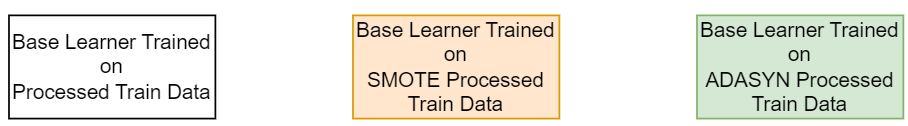 Base Learner Trained
on
Processed Train Data
Base Learner Trained
on
SMOTE Processed
Train Data
Base Learner Trained
on
ADASYN Processed
Train Data